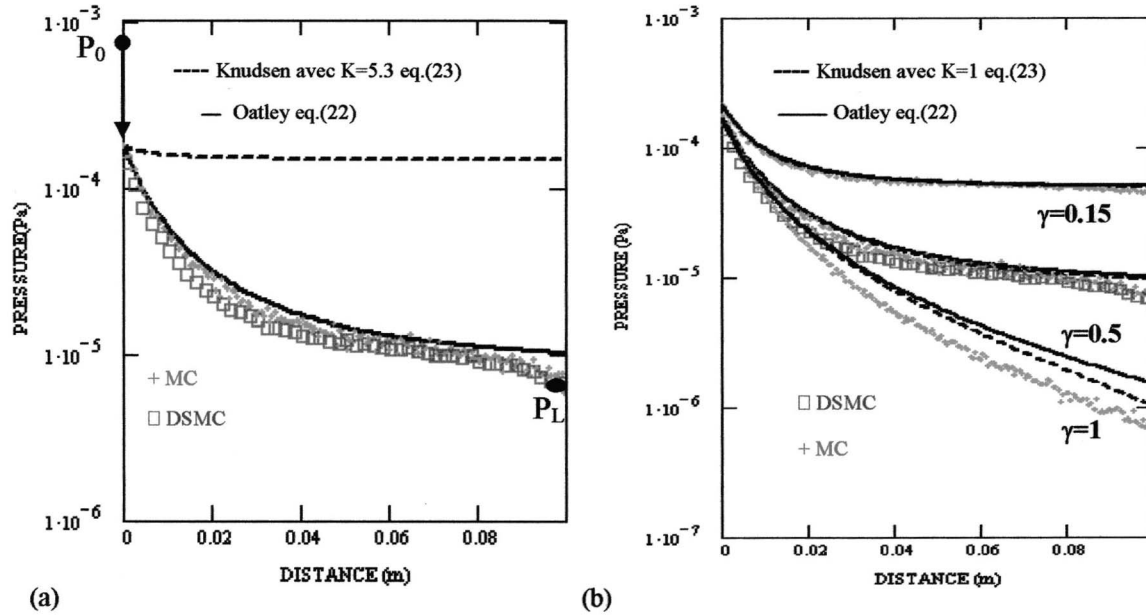 1·10⁻³
P₀
Knudsen avec K=5.3 eq.(23)
Oatley eq.(22)
1·10⁻⁴
PRESSURE(Pa)
1·10⁻⁵
+ MC
□ DSMC
P_L
1·10⁻⁶
0 0.02 0.04 0.06 0.08
DISTANCE (m)
(a)
1·10⁻³
Knudsen avec K=1 eq.(23)
Oatley eq.(22)
1·10⁻⁴
γ=0.15
PRESSURE(Pa)
1·10⁻⁵
γ=0.5
1·10⁻⁶
□ DSMC
γ=1
+ MC
1·10⁻⁷
0 0.02 0.04 0.06 0.08
DISTANCE (m)
(b)